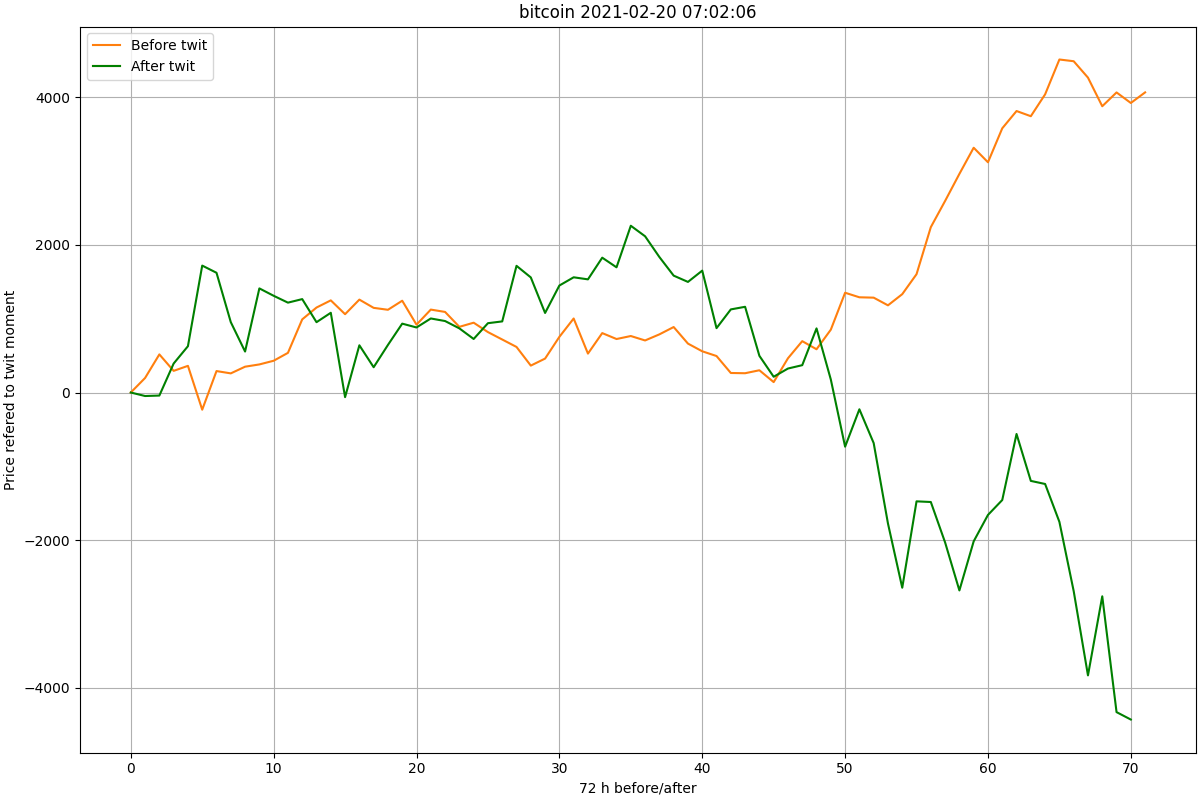 bitcoin 2021-02-20 07:02:06
Before twit
After twit
Price refered to twit moment
4000
2000
0
−2000
−4000
0 10 20 30 40 50 60 70
72 h before/after